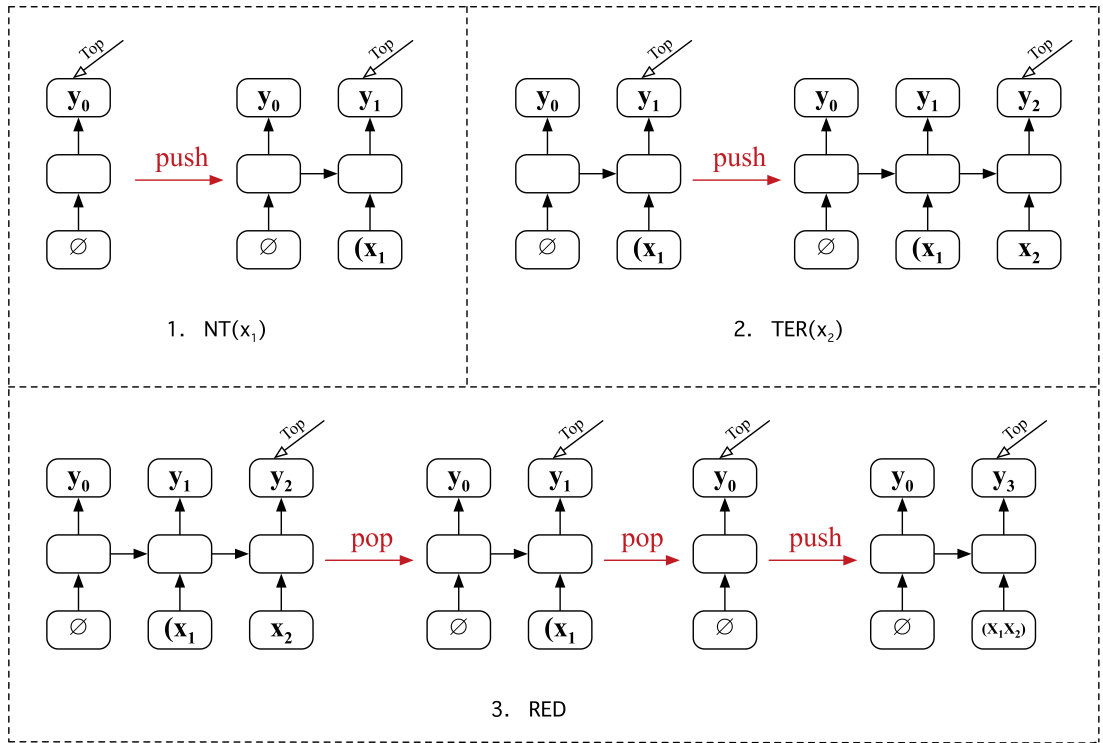 Top Top
y₀ y₀ y₁
push
∅ ∅ (x₁
1. NT(x₁)
Top Top
y₀ y₁ y₀ y₁ y₂
push
∅ (x₁ ∅ (x₁ x₂
2. TER(x₂)
Top Top Top Top
y₀ y₁ y₂ y₀ y₁ y₀ y₀ y₃
pop pop push
∅ (x₁ x₂ ∅ (x₁ ∅ ∅ (X₁X₂)
3. RED